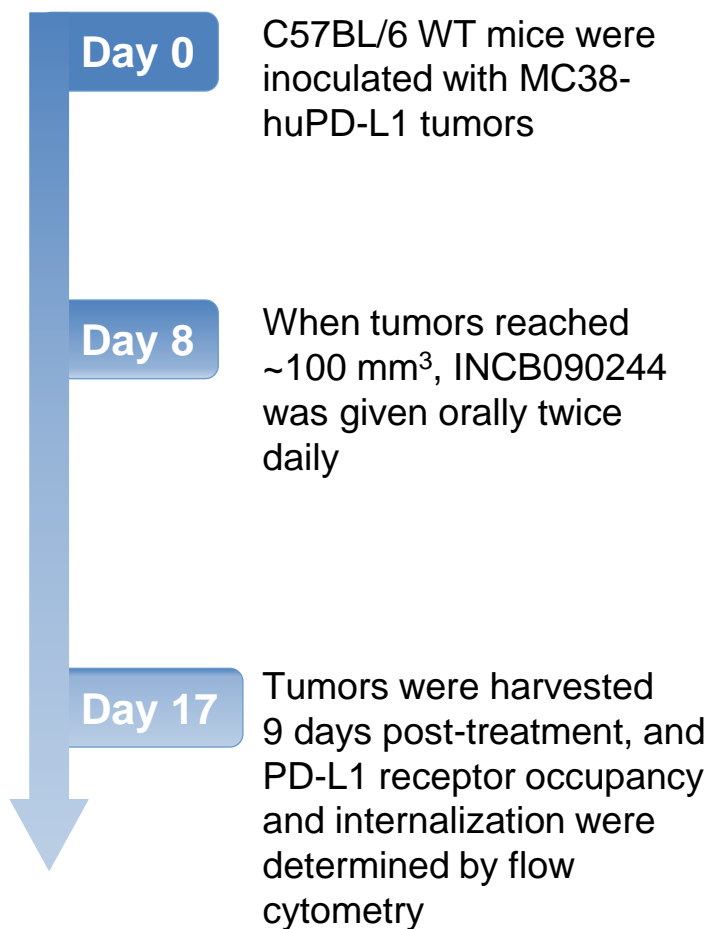 Day 0
C57BL/6 WT mice were
inoculated with MC38-
huPD-L1 tumors
Day 8
When tumors reached
~100 mm³, INCB090244
was given orally twice
daily
Day 17
Tumors were harvested
9 days post-treatment, and
PD-L1 receptor occupancy
and internalization were
determined by flow
cytometry